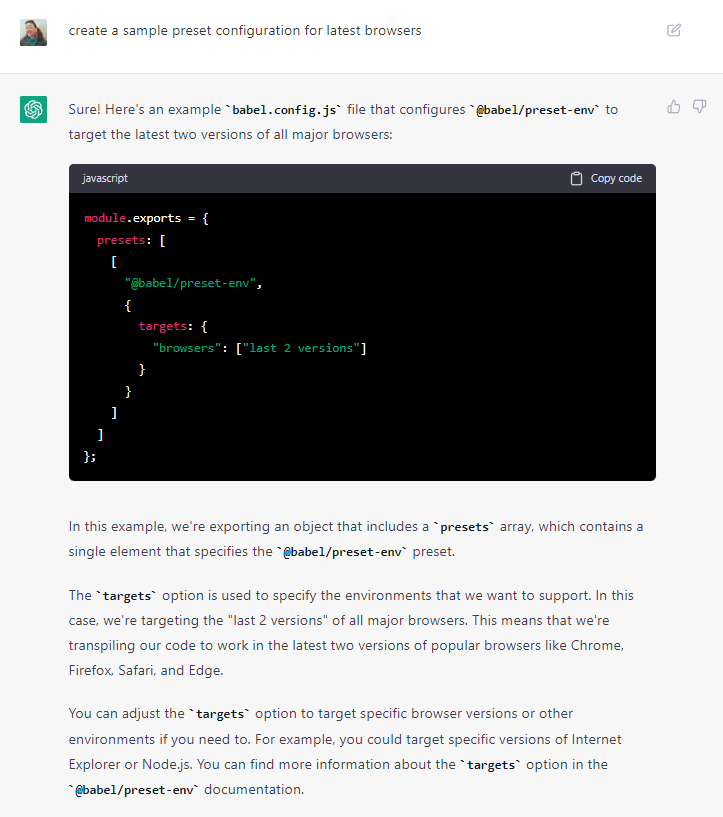 create a sample preset configuration for latest browsers
Sure! Here's an example `babel.config.js` file that configures `@babel/preset-env` to
target the latest two versions of all major browsers:
javascript
Copy code
module.exports = {
  presets: [
    [
      "@babel/preset-env",
      {
        targets: {
          "browsers": ["last 2 versions"]
        }
      }
    ]
  ]
};
In this example, we're exporting an object that includes a `presets` array, which contains a
single element that specifies the `@babel/preset-env` preset.
The `targets` option is used to specify the environments that we want to support. In this
case, we're targeting the "last 2 versions" of all major browsers. This means that we're
transpiling our code to work in the latest two versions of popular browsers like Chrome,
Firefox, Safari, and Edge.
You can adjust the `targets` option to target specific browser versions or other
environments if you need to. For example, you could target specific versions of Internet
Explorer or Node.js. You can find more information about the `targets` option in the
`@babel/preset-env` documentation.